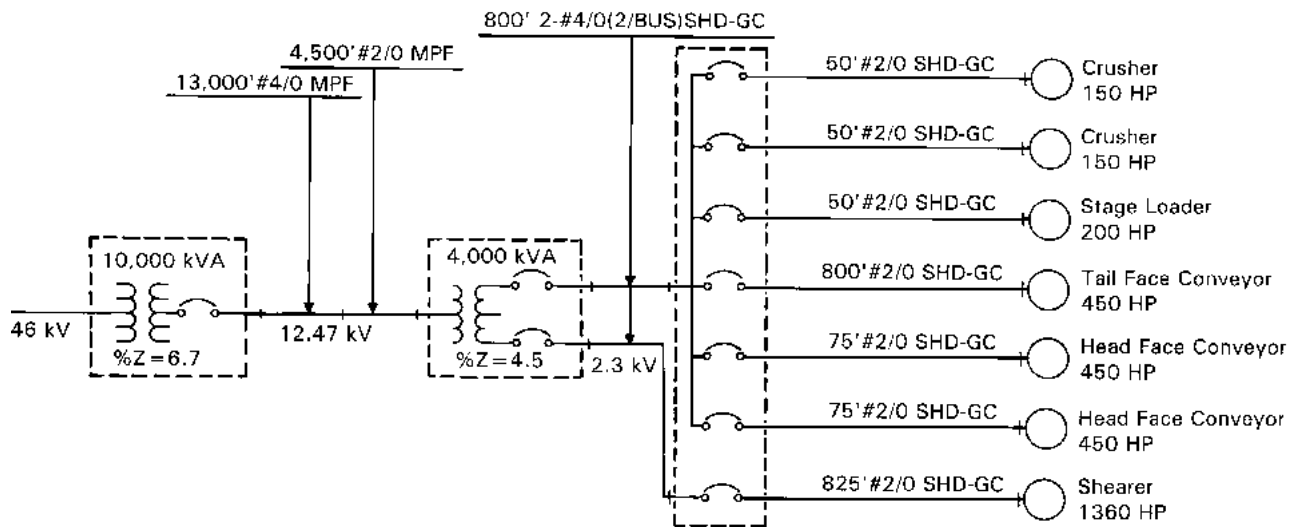 800' 2-#4/0(2/BUS)SHD-GC
4,500'#2/0 MPF
13,000'#4/0 MPF
50'#2/0 SHD-GC
Crusher
150 HP
50'#2/0 SHD-GC
Crusher
150 HP
50'#2/0 SHD-GC
Stage Loader
200 HP
10,000 kVA
4,000 kVA
800'#2/0 SHD-GC
Tail Face Conveyor
450 HP
46 kV
12.47 kV
%Z=6.7
%Z=4.5
2.3 kV
75'#2/0 SHD-GC
Head Face Conveyor
450 HP
75'#2/0 SHD-GC
Head Face Conveyor
450 HP
825'#2/0 SHD-GC
Shearer
1360 HP